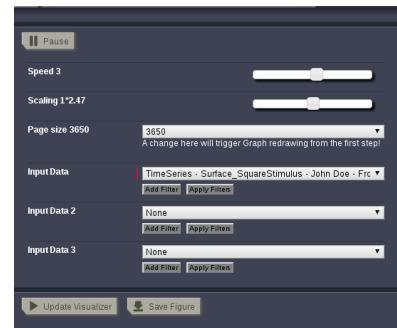 Pause
Speed 3
Scaling 1*2.47
Page size 3650
3650
A change here will trigger Graph redrawing from the first step!
Input Data
TimeSeries - Surface_SquareStimulus - John Doe - Frc
Add Filter Apply Filters
Input Data 2
None
Add Filter Apply Filters
Input Data 3
None
Add Filter Apply Filters
Update Visualizer Save Figure